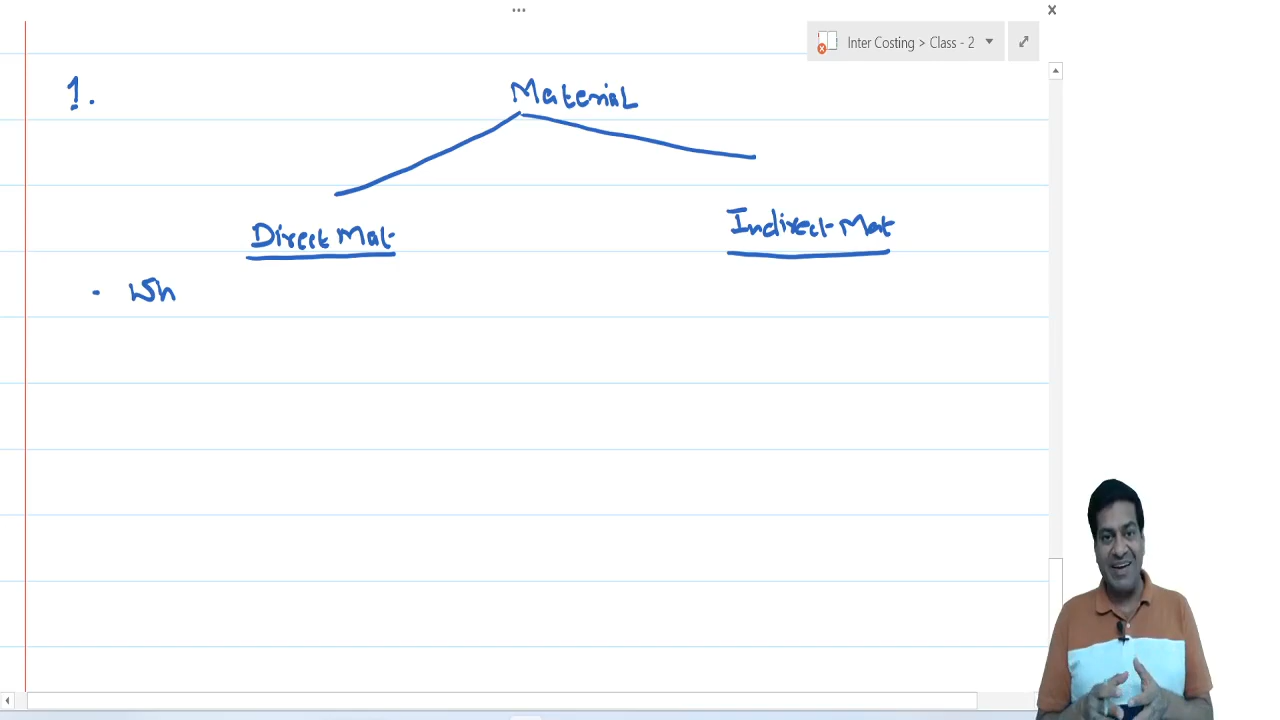 Inter Costing > Class - 2
1. Material
Direct Mat Indirect Mat
- Wh